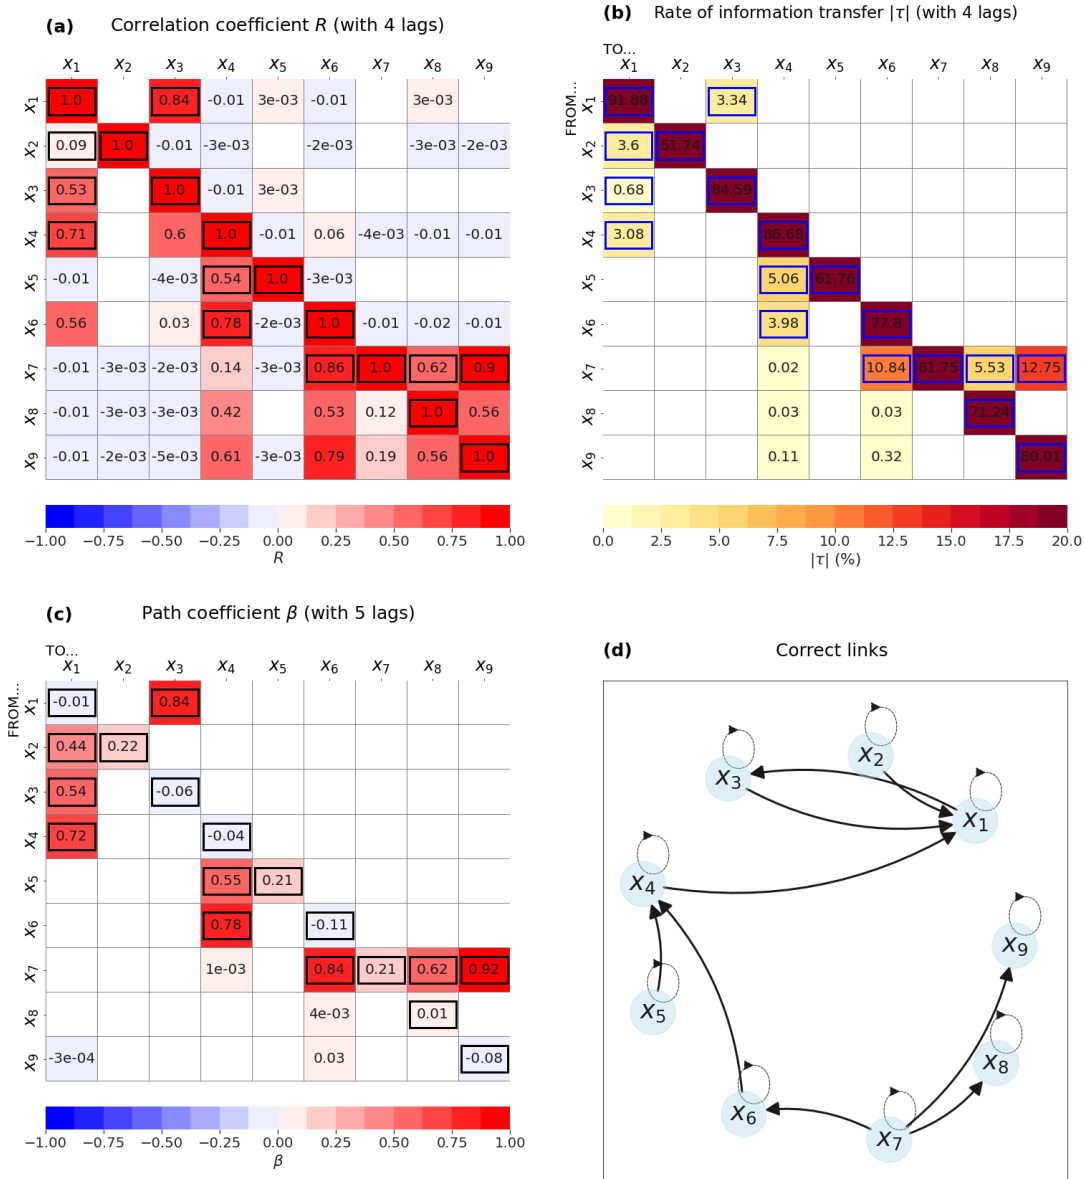 (a) Correlation coefficient R (with 4 lags)
x1 x2 x3 x4 x5 x6 x7 x8 x9
x1 1.0 0.84 -0.01 3e-03 -0.01 3e-03
x2 0.09 1.0 -0.01 -3e-03 -2e-03 -3e-03 -2e-03
x3 0.53 1.0 -0.01 3e-03
x4 0.71 0.6 1.0 -0.01 0.06 -4e-03 -0.01 -0.01
x5 -0.01 -4e-03 0.54 1.0 -3e-03
x6 0.56 0.03 0.78 -2e-03 1.0 -0.01 -0.02 -0.01
x7 -0.01 -3e-03 -2e-03 0.14 0.86 1.0 0.62 0.9
x8 -0.01 -3e-03 -3e-03 0.42 0.53 0.12 1.0 0.56
x9 -0.01 -2e-03 -5e-03 0.61 -3e-03 0.79 0.19 0.56 1.0
-1.00 -0.75 -0.50 -0.25 0.00 0.25 0.50 0.75 1.00
R
(b) Rate of information transfer |τ| (with 4 lags)
TO...
x1 x2 x3 x4 x5 x6 x7 x8 x9
FROM...
x1 91.88 3.34
x2 3.6 61.74
x3 0.68 84.59
x4 3.08 86.68
x5 5.06 61.76
x6 3.98 77.8
x7 0.02 10.84 61.75 5.53 12.75
x8 0.03 0.03 71.24
x9 0.11 0.32 80.01
0.0 2.5 5.0 7.5 10.0 12.5 15.0 17.5 20.0
|τ| (%)
(c) Path coefficient β (with 5 lags)
TO...
x1 x2 x3 x4 x5 x6 x7 x8 x9
FROM...
x1 -0.01 0.84
x2 0.44 0.22
x3 0.54 -0.06
x4 0.72 -0.04
x5 0.55 0.21
x6 0.78 -0.11
x7 1e-03 0.84 0.21 0.62 0.92
x8 4e-03 0.01
x9 -3e-04 0.03 -0.08
-1.00 -0.75 -0.50 -0.25 0.00 0.25 0.50 0.75 1.00
β
(d) Correct links
x2
x3
x1
x4
x9
x5
x8
x6
x7